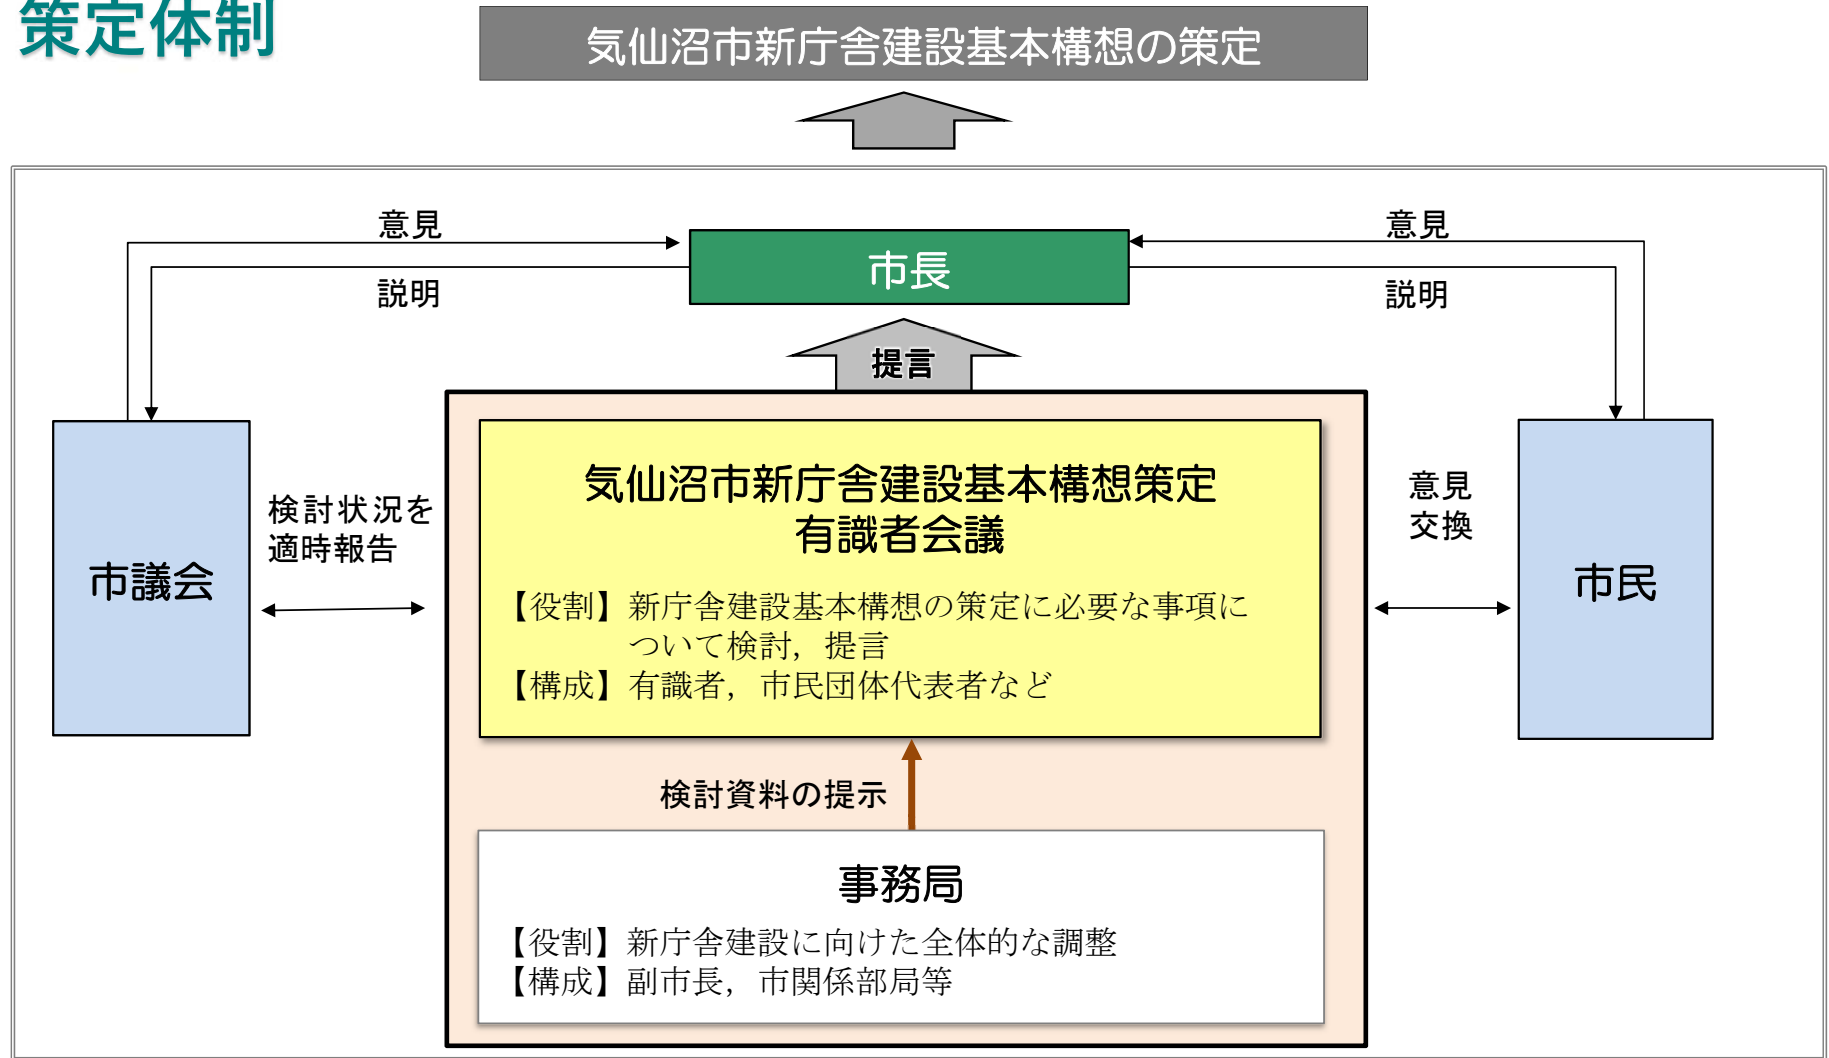 策定体制
気仙沼市新庁舎建設基本構想の策定
意見
説明
市長
意見
説明
提言
市議会
検討状況を
適時報告
気仙沼市新庁舎建設基本構想策定
有識者会議
【役割】新庁舎建設基本構想の策定に必要な事項に
ついて検討，提言
【構成】有識者，市民団体代表者など
意見
交換
市民
検討資料の提示
事務局
【役割】新庁舎建設に向けた全体的な調整
【構成】副市長，市関係部局等